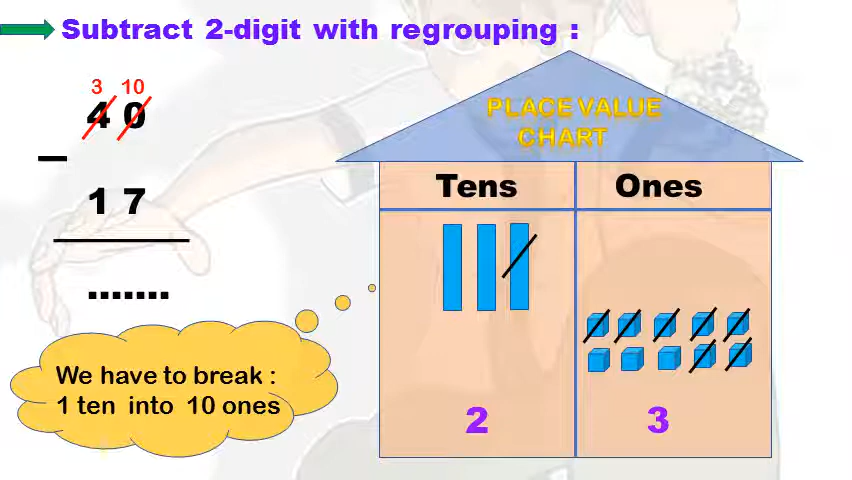 Subtract 2-digit with regrouping :
3 10
4 0
–
1 7
.......
We have to break :
1 ten into 10 ones
PLACE VALUE
CHART
Tens Ones
2 3